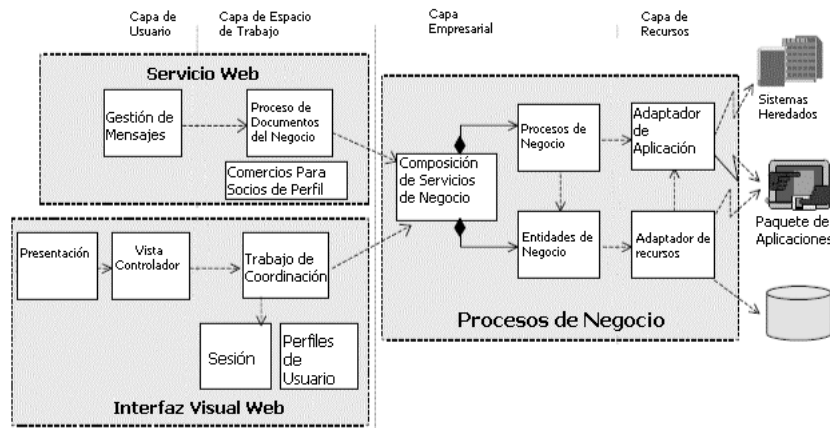 Capa de
Usuario
Capa de Espacio
de Trabajo
Capa
Empresarial
Capa de
Recursos
Servicio Web
Gestión de
Mensajes
Proceso de
Documentos
del Negocio
Comercios Para
Socios de Perfil
Presentación
Vista
Controlador
Trabajo de
Coordinación
Sesión
Perfiles
de
Usuario
Interfaz Visual Web
Composición
de Servicios
de Negocio
Procesos de
Negocio
Adaptador
de
Aplicación
Entidades de
Negocio
Adaptador de
recursos
Procesos de Negocio
Sistemas
Heredados
Paquete de
Aplicaciones